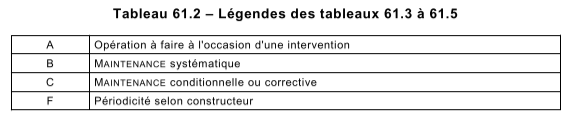 Tableau 61.2 – Légendes des tableaux 61.3 à 61.5
A Opération à faire à l'occasion d'une intervention
B MAINTENANCE systématique
C MAINTENANCE conditionnelle ou corrective
F Périodicité selon constructeur